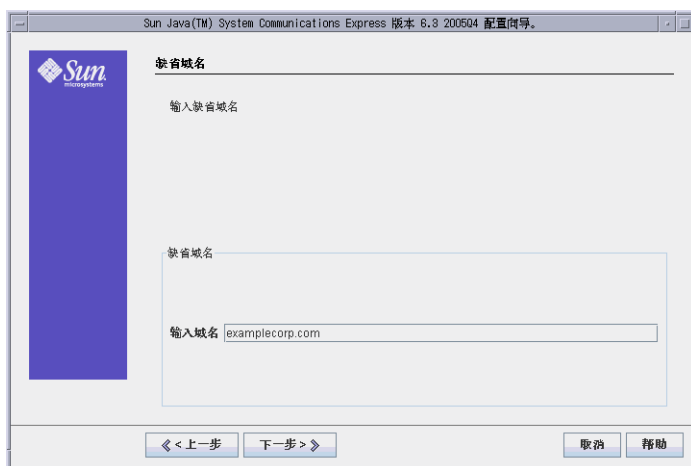 Sun Java(TM) System Communications Express 版本 6.3 2005Q4 配置向导。
Sun
microsystems
缺省域名
输入缺省域名
缺省域名
输入域名 examplecorp.com
< 上一步 下一步 > 取消 帮助